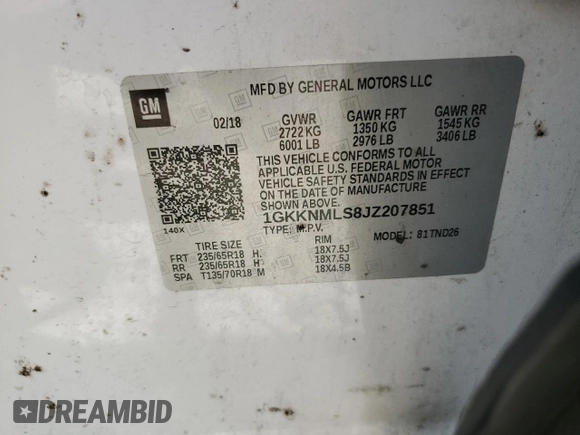 MFD BY GENERAL MOTORS LLC
GM
02/18 GVWR GAWR FRT GAWR RR
2722 KG 1350 KG 1545 KG
6001 LB 2976 LB 3406 LB
THIS VEHICLE CONFORMS TO ALL
APPLICABLE U.S. FEDERAL MOTOR
VEHICLE SAFETY STANDARDS IN EFFECT
ON THE DATE OF MANUFACTURE
SHOWN ABOVE.
1GKKNMLS8JZ207851
140X TYPE: M.P.V. MODEL: 81TND26
TIRE SIZE RIM
FRT 235/65R18 H. 18X7.5J
RR 235/65R18 H 18X7.5J
SPA T135/70R18 M 18X4.5B
DREAMBID